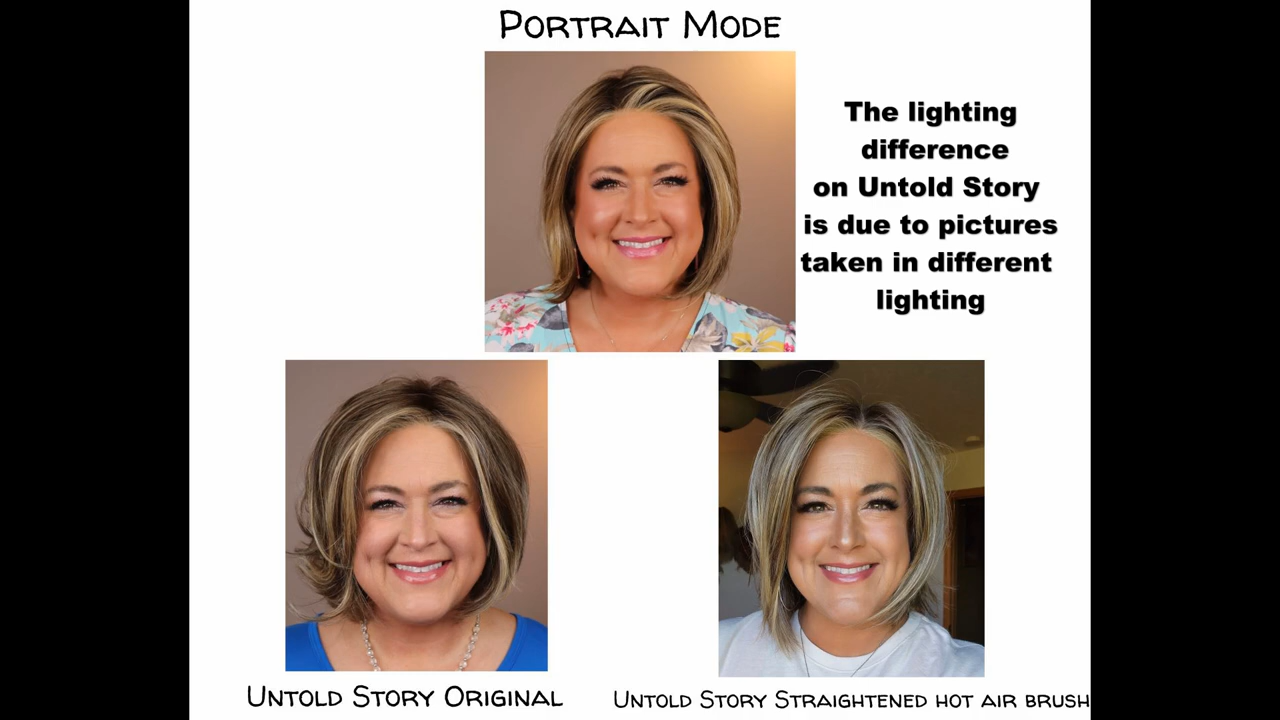 Portrait Mode
The lighting
difference
on Untold Story
is due to pictures
taken in different
lighting
Untold Story Original
Untold Story Straightened hot air brush